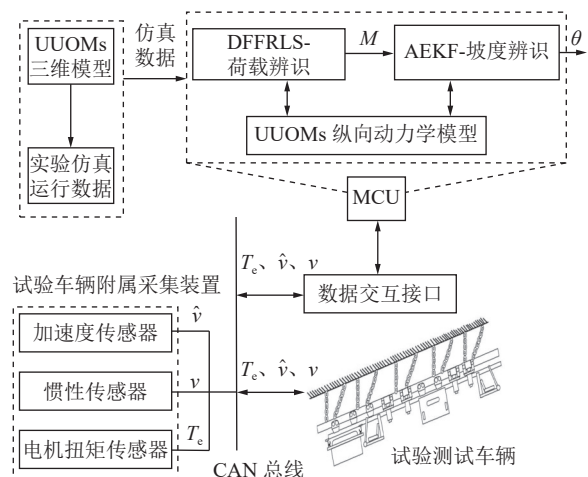 UUOMs
三维模型
实验仿真
运行数据
仿真
数据
DFFRLS-
荷载辨识
M
AEKF-坡度辨识
θ
UUOMs 纵向动力学模型
MCU
数据交互接口
Tₑ、v̂、v
试验车辆附属采集装置
加速度传感器
v̂
惯性传感器
v
电机扭矩传感器
Tₑ
Tₑ、v̂、v
CAN 总线
试验测试车辆